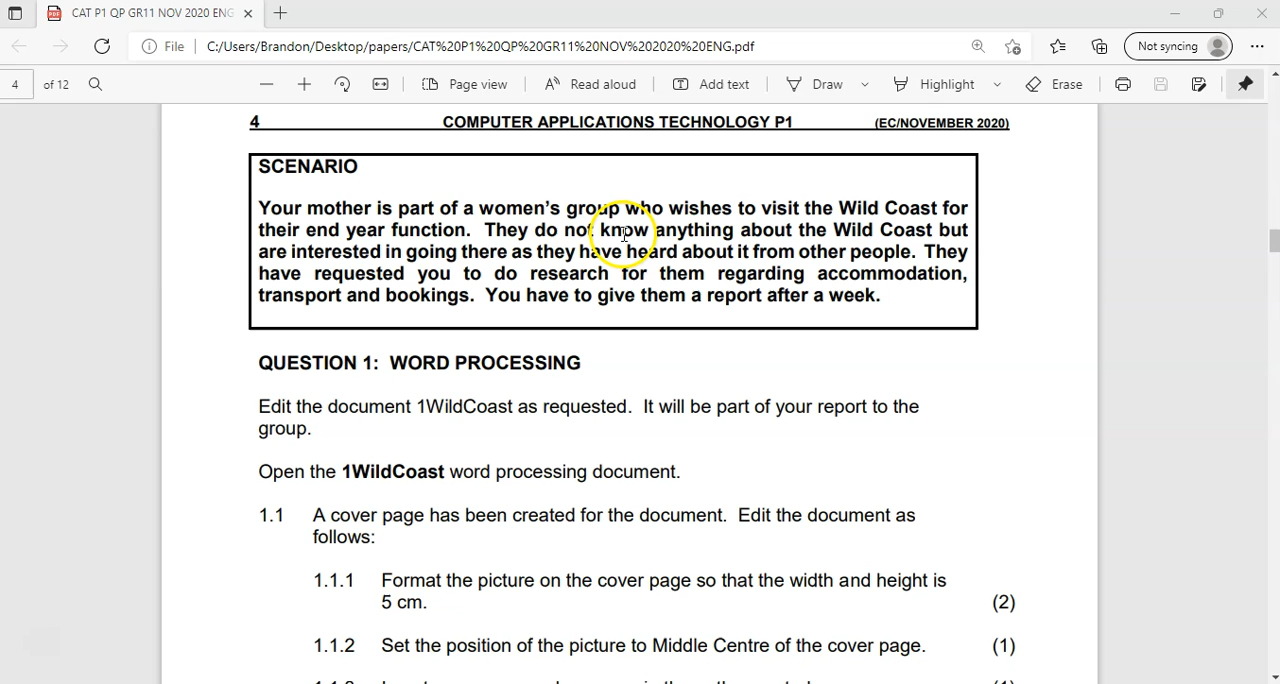 CAT P1 QP GR11 NOV 2020 ENG
File C:/Users/Brandon/Desktop/papers/CAT%20P1%20QP%20GR11%20NOV%202020%20ENG.pdf Not syncing
4 of 12 Page view Read aloud Add text Draw Highlight Erase
4 COMPUTER APPLICATIONS TECHNOLOGY P1 (EC/NOVEMBER 2020)
SCENARIO
Your mother is part of a women's group who wishes to visit the Wild Coast for
their end year function. They do not know anything about the Wild Coast but
are interested in going there as they have heard about it from other people. They
have requested you to do research for them regarding accommodation,
transport and bookings. You have to give them a report after a week.
QUESTION 1: WORD PROCESSING
Edit the document 1WildCoast as requested. It will be part of your report to the
group.
Open the 1WildCoast word processing document.
1.1 A cover page has been created for the document. Edit the document as
follows:
1.1.1 Format the picture on the cover page so that the width and height is
5 cm. (2)
1.1.2 Set the position of the picture to Middle Centre of the cover page. (1)